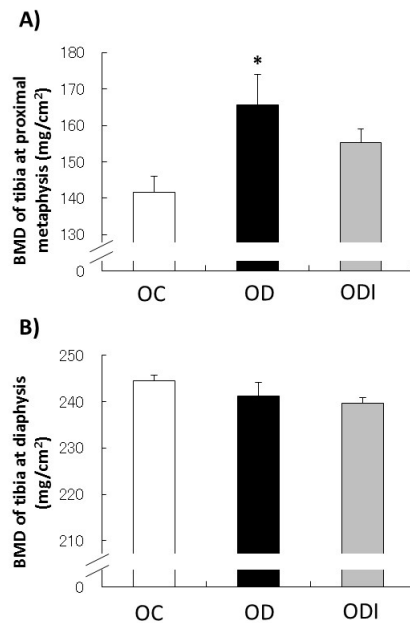 A)
BMD of tibia at proximal
metaphysis (mg/cm²)
170
160
150
140
130
0
*
OC
OD
ODI
B)
BMD of tibia at diaphysis
(mg/cm²)
250
240
230
220
210
0
OC
OD
ODI